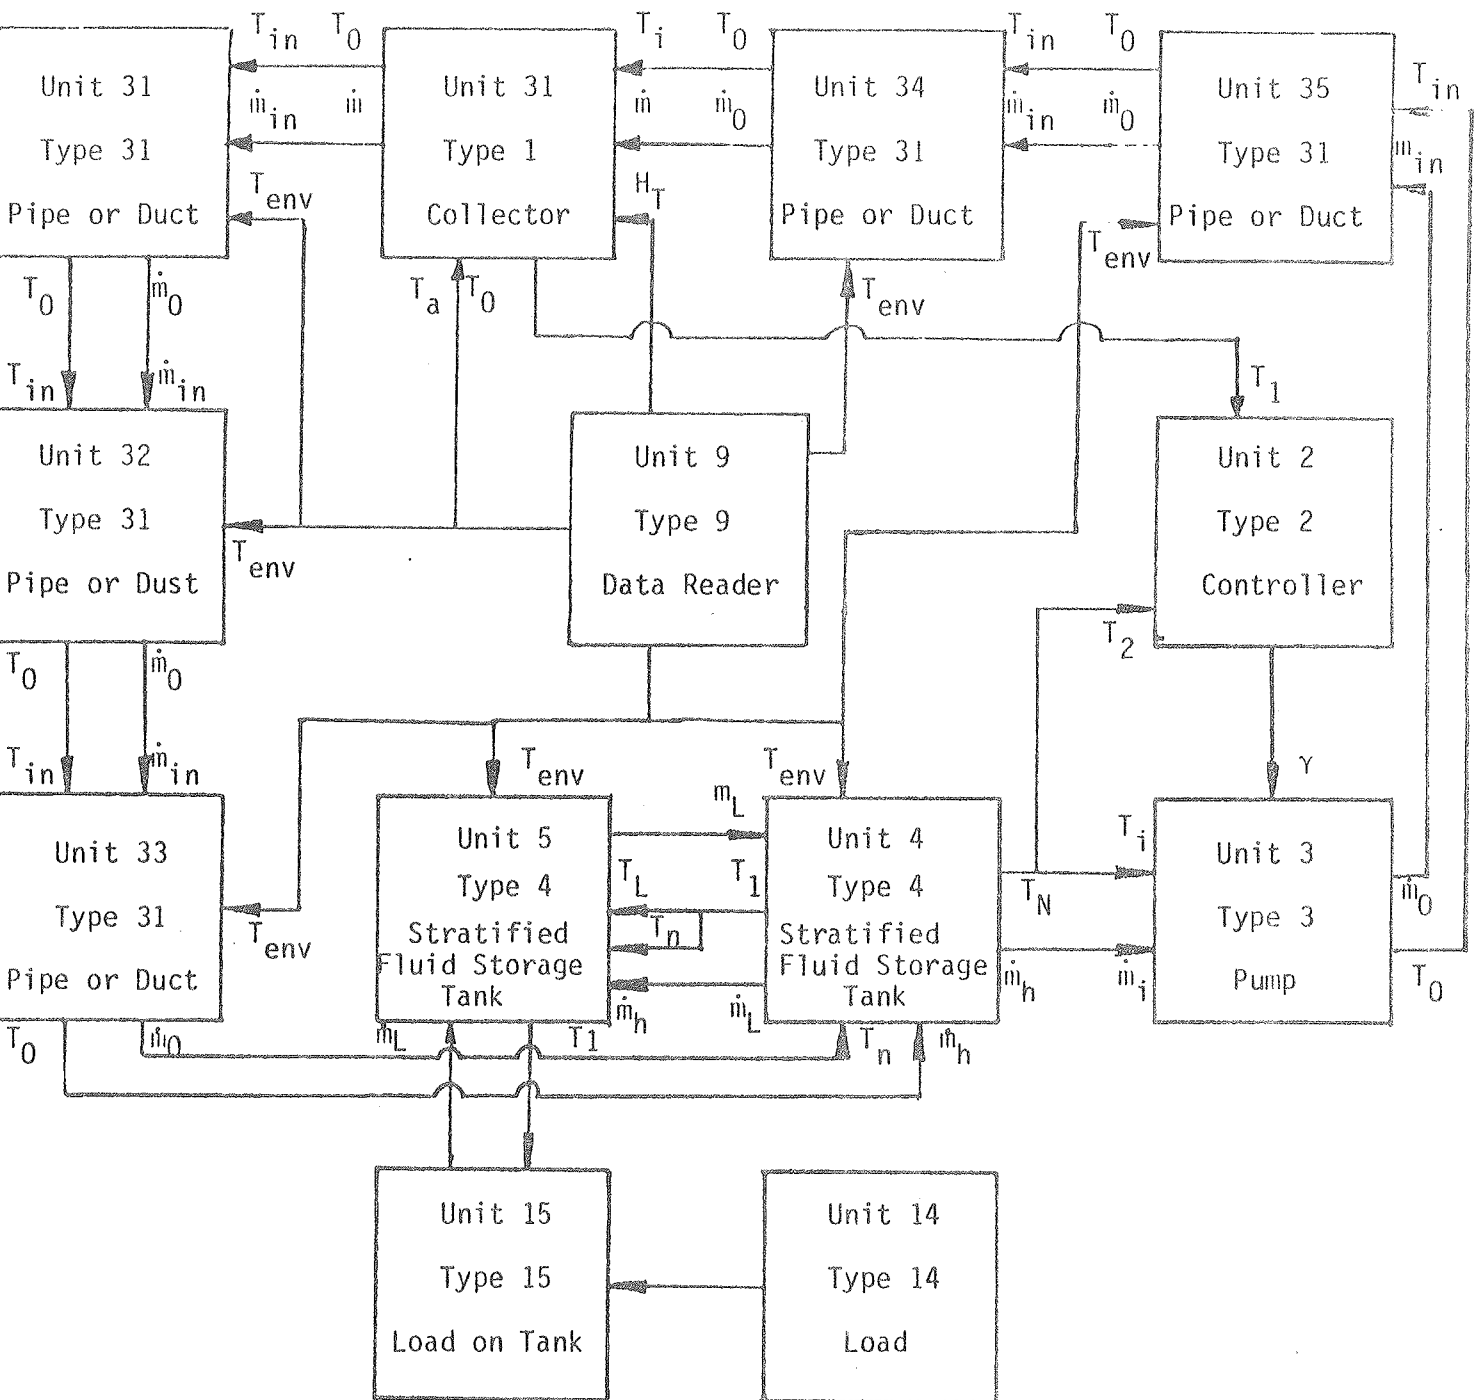 T_in T_0
T_i T_0
T_in T_0
T_in
ṁ_in ṁ
ṁ ṁ_0
ṁ_in ṁ_0
m_in
Unit 31
Type 31
Pipe or Duct
T_env
Unit 31
Type 1
Collector
H_T
Unit 34
Type 31
Pipe or Duct
Unit 35
Type 31
Pipe or Duct
T_env
T_0 ṁ_0
T_a T_0
T_env
T_in ṁ_in
T_1
Unit 32
Type 31
Pipe or Dust
T_env
Unit 9
Type 9
Data Reader
Unit 2
Type 2
Controller
T_2
T_0 ṁ_0
T_in ṁ_in
T_env
T_env
γ
m_L
Unit 33
Type 31
Pipe or Duct
T_env
Unit 5
Type 4
Stratified
Fluid Storage
Tank
T_L T_1
T_n
ṁ_h ṁ_L
Unit 4
Type 4
Stratified
Fluid Storage
Tank
T_i
T_N
ṁ_h ṁ_i
Unit 3
Type 3
Pump
ṁ_0
T_0
T_0 ṁ_0
ṁ_L T1
T_n ṁ_h
Unit 15
Type 15
Load on Tank
Unit 14
Type 14
Load